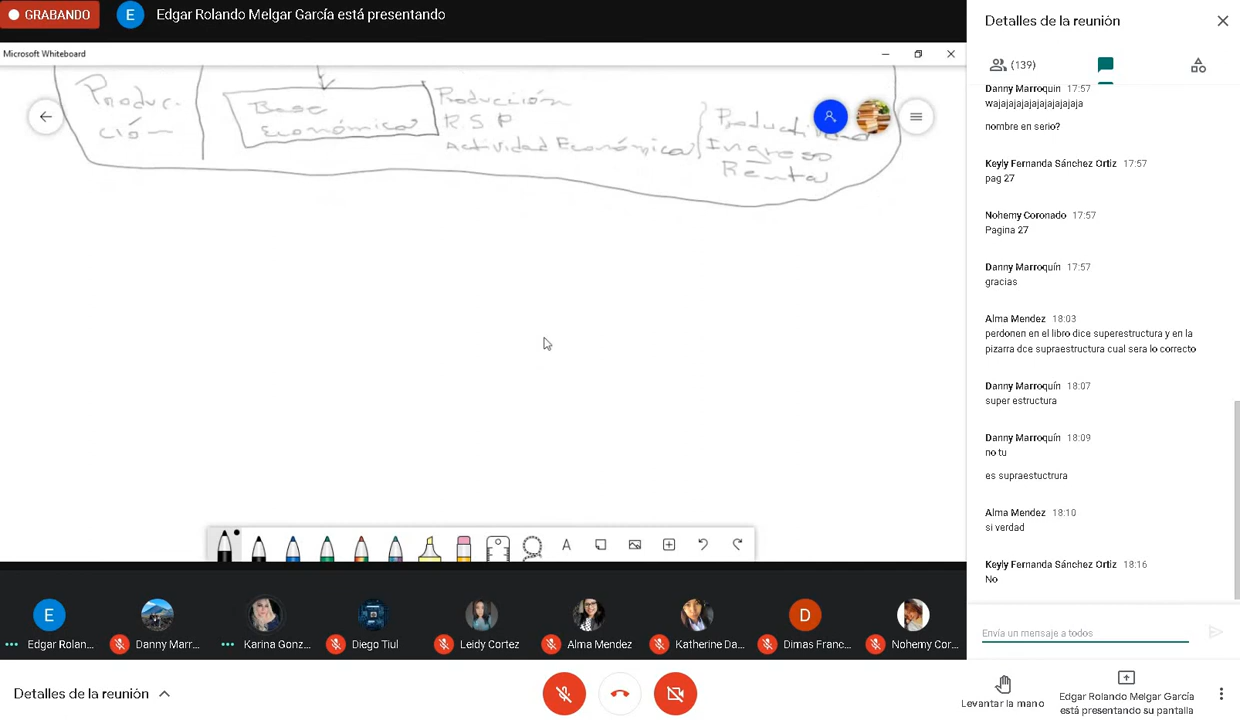 GRABANDO
E
Edgar Rolando Melgar García está presentando
Microsoft Whiteboard
Produc-
ción
Base
Económica
Producción
R.S P
Actividad Económica
Productividad
Ingreso
Renta
A
E
D
Edgar Rolan...
Danny Marr...
Karina Gonz...
Diego Tiul
Leidy Cortez
Alma Mendez
Katherine Da...
Dimas Franc...
Nohemy Cor...
Detalles de la reunión
Detalles de la reunión
(139)
Danny Marroquín 17:57
wajajajajajajajajajajaja
nombre en serio?
Keyly Fernanda Sánchez Ortiz 17:57
pag 27
Nohemy Coronado 17:57
Pagina 27
Danny Marroquín 17:57
gracias
Alma Mendez 18:03
perdonen en el libro dice superestructura y en la
pizarra dce supraestructura cual sera lo correcto
Danny Marroquín 18:07
super estructura
Danny Marroquín 18:09
no tu
es supraestuctrura
Alma Mendez 18:10
si verdad
Keyly Fernanda Sánchez Ortiz 18:16
No
Envía un mensaje a todos
Levantar la mano
Edgar Rolando Melgar García
está presentando su pantalla